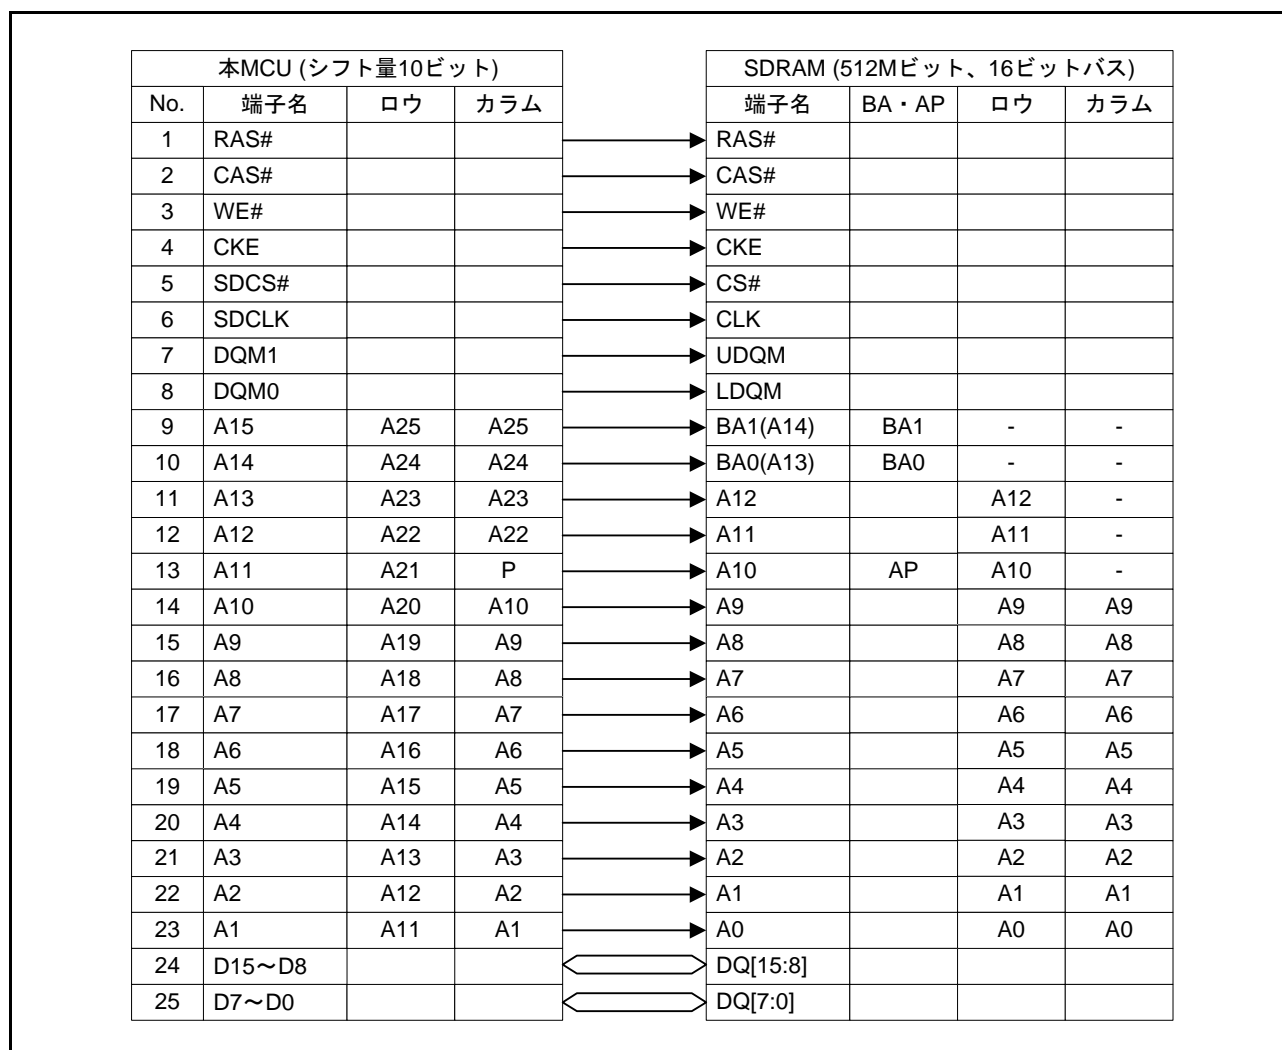 本MCU (シフト量10ビット) SDRAM (512Mビット、16ビットバス)
No. 端子名 ロウ カラム 端子名 BA・AP ロウ カラム
1 RAS# RAS#
2 CAS# CAS#
3 WE# WE#
4 CKE CKE
5 SDCS# CS#
6 SDCLK CLK
7 DQM1 UDQM
8 DQM0 LDQM
9 A15 A25 A25 BA1(A14) BA1 - -
10 A14 A24 A24 BA0(A13) BA0 - -
11 A13 A23 A23 A12 A12 -
12 A12 A22 A22 A11 A11 -
13 A11 A21 P A10 AP A10 -
14 A10 A20 A10 A9 A9 A9
15 A9 A19 A9 A8 A8 A8
16 A8 A18 A8 A7 A7 A7
17 A7 A17 A7 A6 A6 A6
18 A6 A16 A6 A5 A5 A5
19 A5 A15 A5 A4 A4 A4
20 A4 A14 A4 A3 A3 A3
21 A3 A13 A3 A2 A2 A2
22 A2 A12 A2 A1 A1 A1
23 A1 A11 A1 A0 A0 A0
24 D15～D8 DQ[15:8]
25 D7～D0 DQ[7:0]